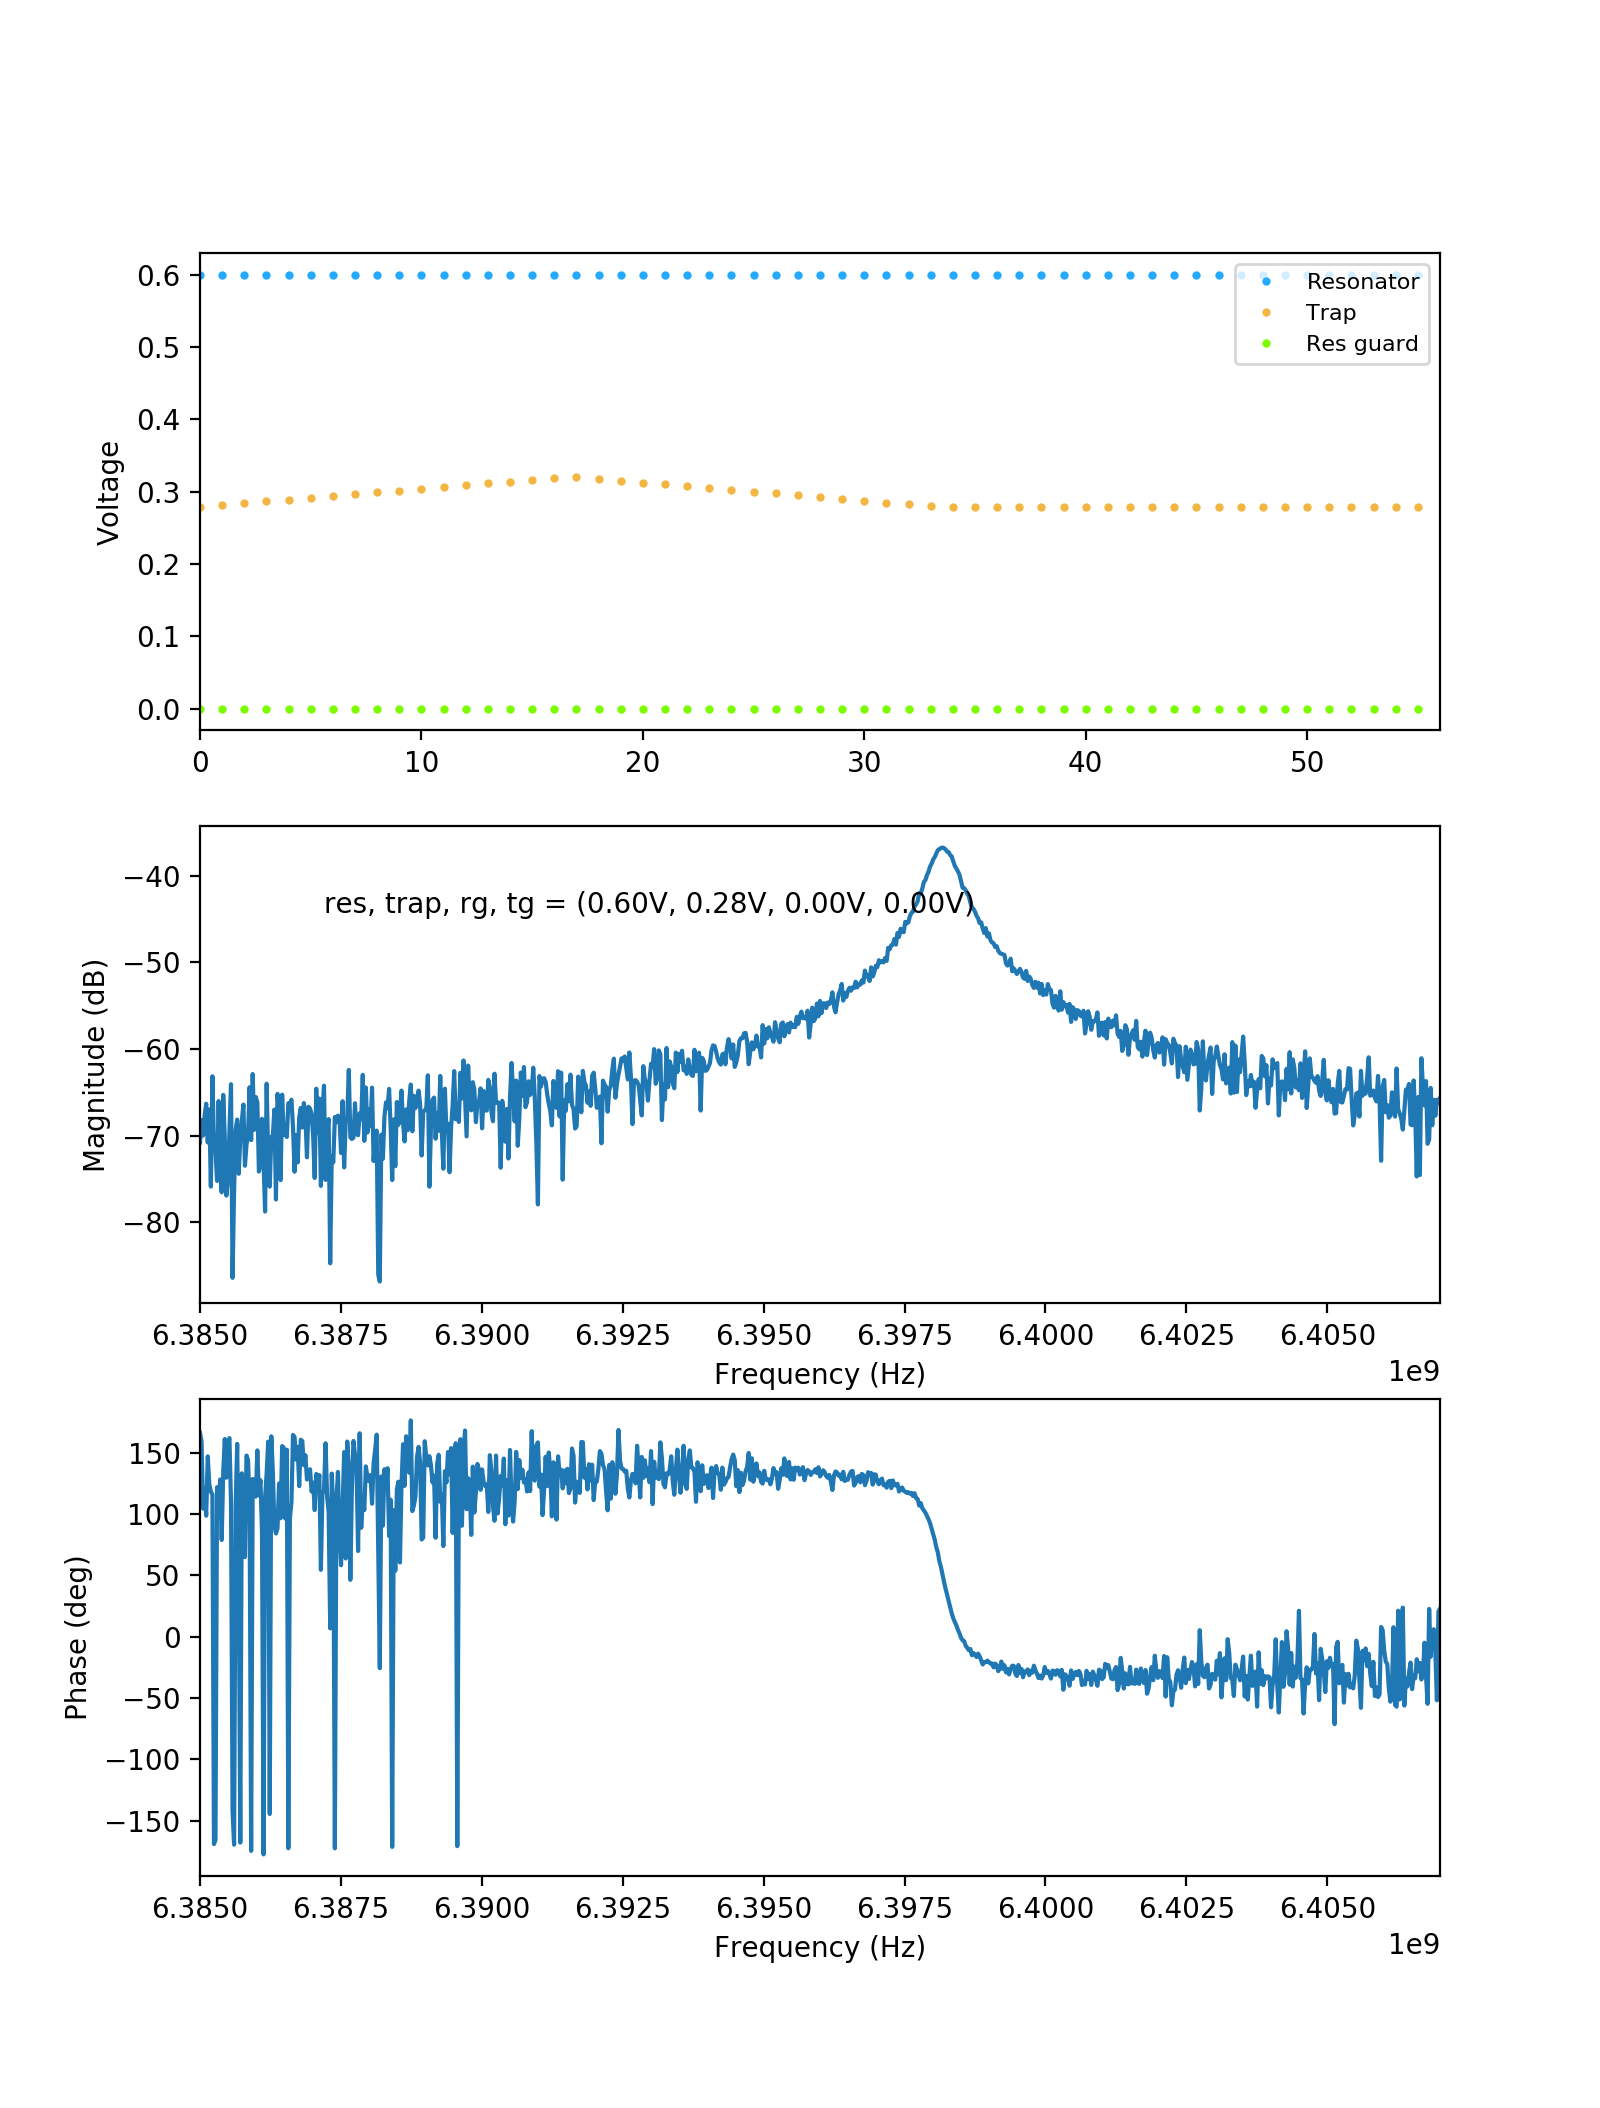 0.6
0.5
0.4
0.3
0.2
0.1
0.0
Voltage
Resonator
Trap
Res guard
0 10 20 30 40 50
−40
−50
−60
−70
−80
Magnitude (dB)
res, trap, rg, tg = (0.60V, 0.28V, 0.00V, 0.00V)
6.3850 6.3875 6.3900 6.3925 6.3950 6.3975 6.4000 6.4025 6.4050
1e9
Frequency (Hz)
150
100
50
0
−50
−100
−150
Phase (deg)
6.3850 6.3875 6.3900 6.3925 6.3950 6.3975 6.4000 6.4025 6.4050
1e9
Frequency (Hz)